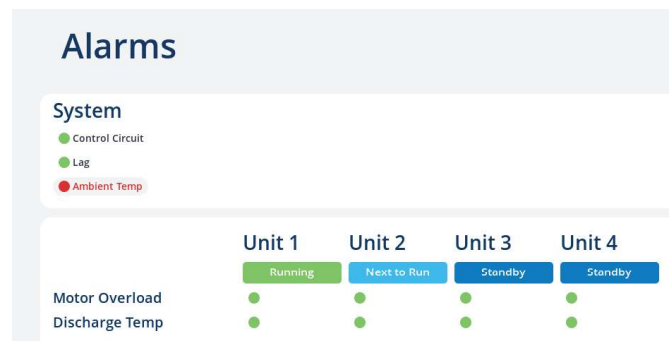 Alarms
System
Control Circuit
Lag
Ambient Temp
Unit 1 Unit 2 Unit 3 Unit 4
Running Next to Run Standby Standby
Motor Overload
Discharge Temp